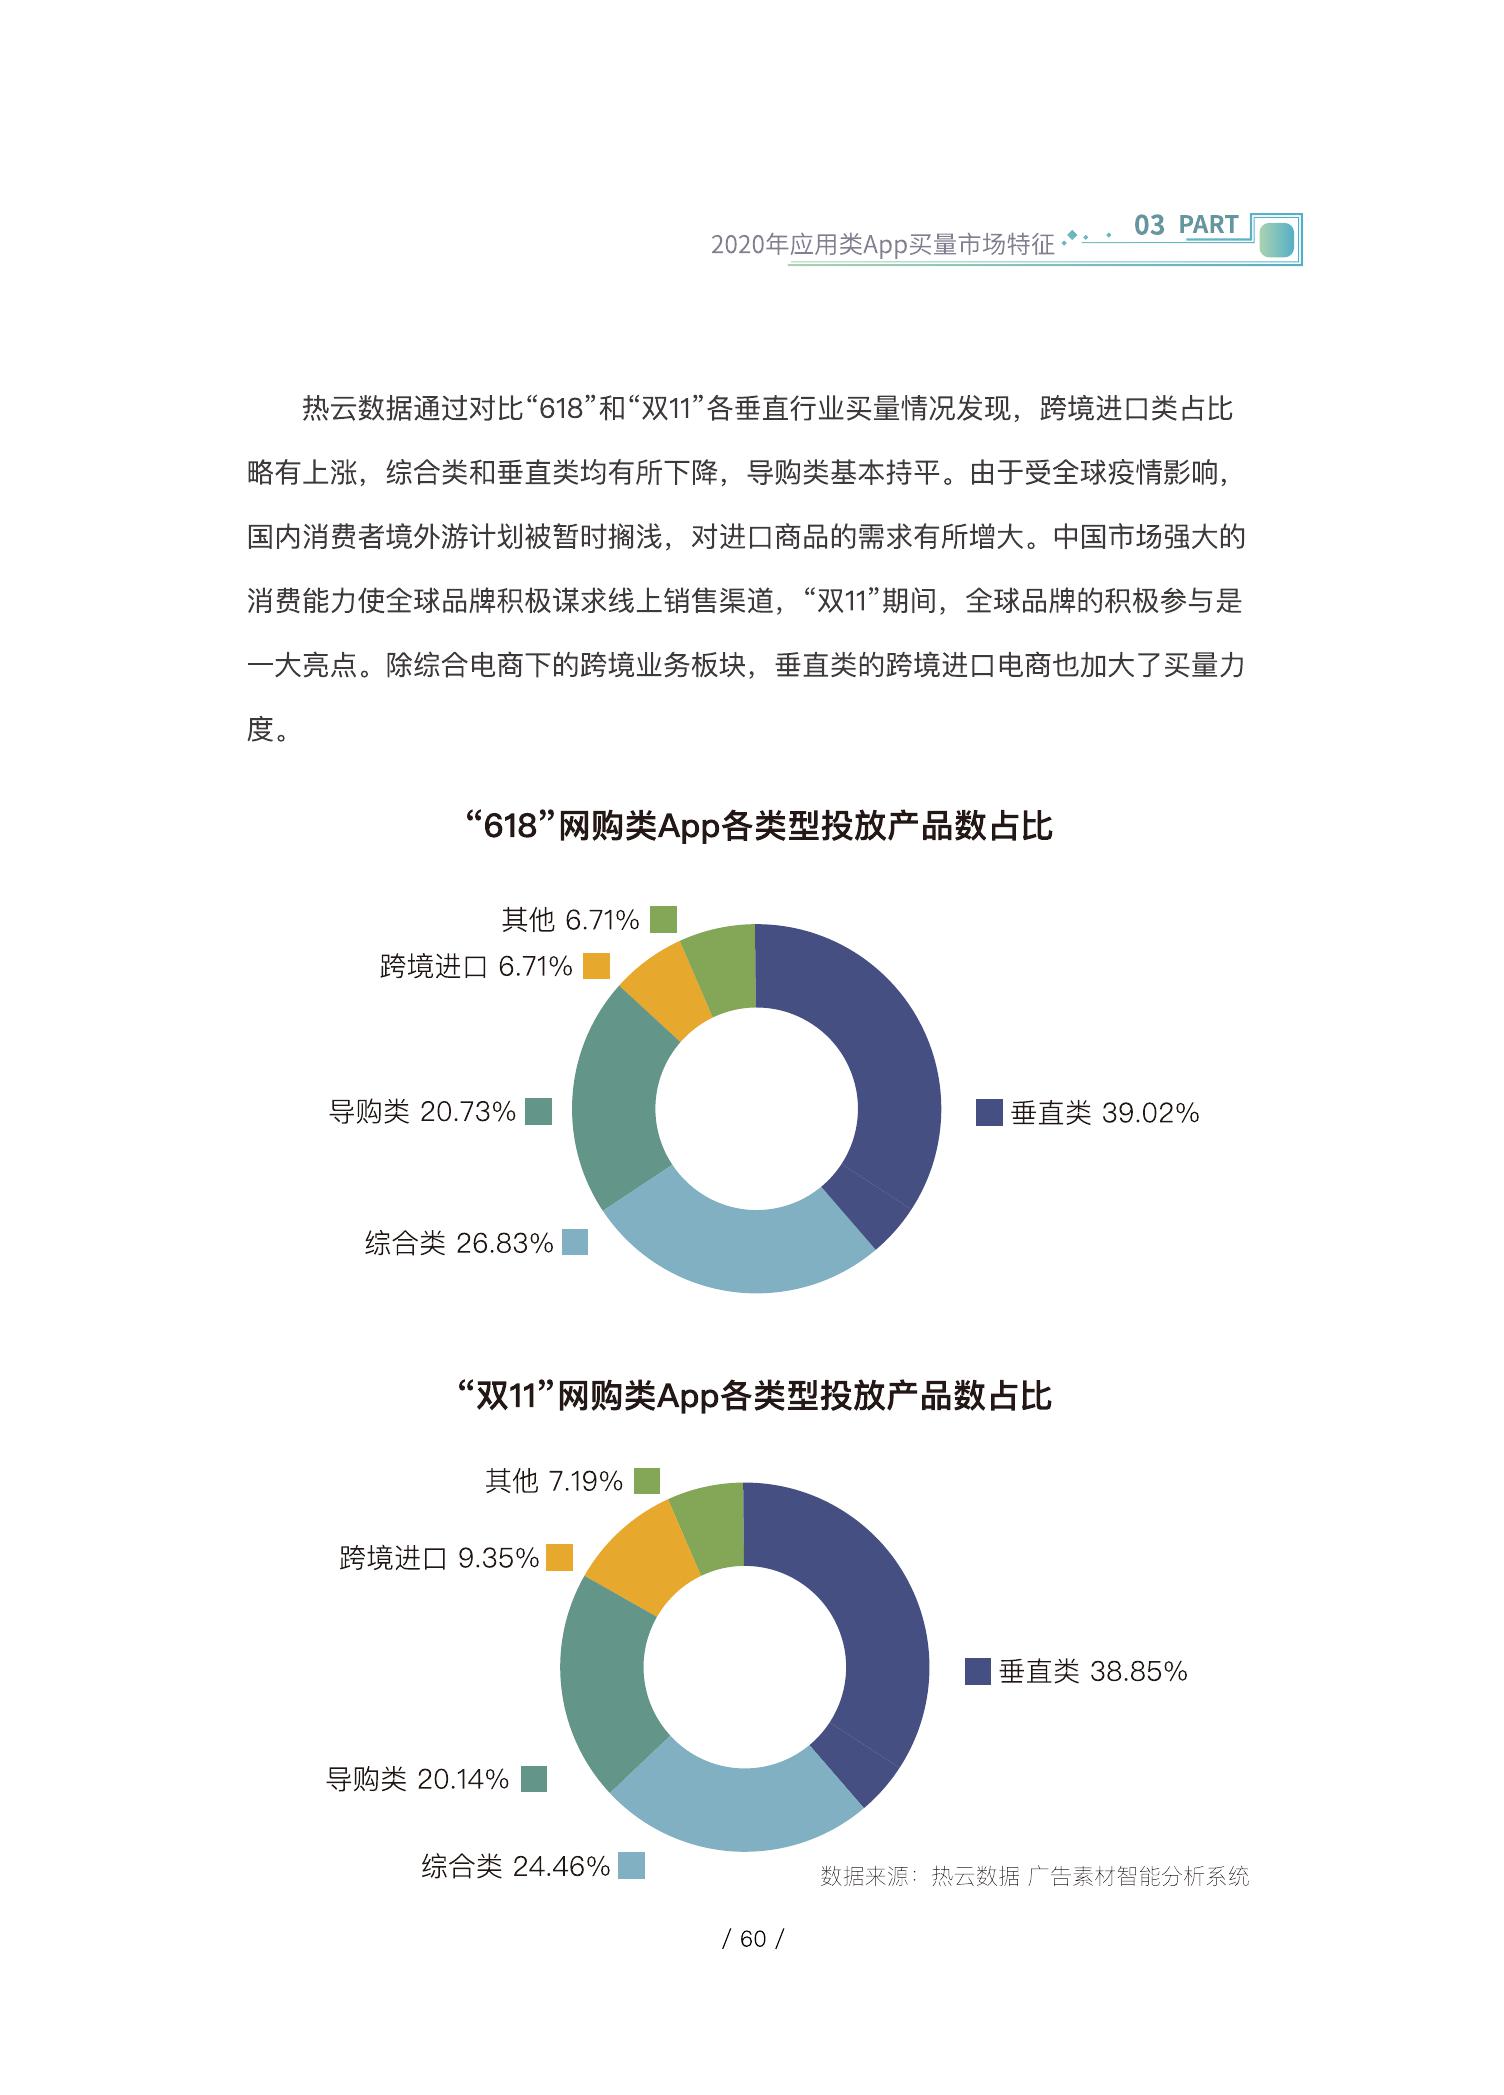 2020年应用类App买量市场特征
03 PART
热云数据通过对比“618”和“双11”各垂直行业买量情况发现，跨境进口类占比
略有上涨，综合类和垂直类均有所下降，导购类基本持平。由于受全球疫情影响，
国内消费者境外游计划被暂时搁浅，对进口商品的需求有所增大。中国市场强大的
消费能力使全球品牌积极谋求线上销售渠道，“双11”期间，全球品牌的积极参与是
一大亮点。除综合电商下的跨境业务板块，垂直类的跨境进口电商也加大了买量力
度。
“618”网购类App各类型投放产品数占比
其他 6.71%
跨境进口 6.71%
导购类 20.73%
垂直类 39.02%
综合类 26.83%
“双11”网购类App各类型投放产品数占比
其他 7.19%
跨境进口 9.35%
垂直类 38.85%
导购类 20.14%
综合类 24.46%
数据来源：热云数据 广告素材智能分析系统
/ 60 /